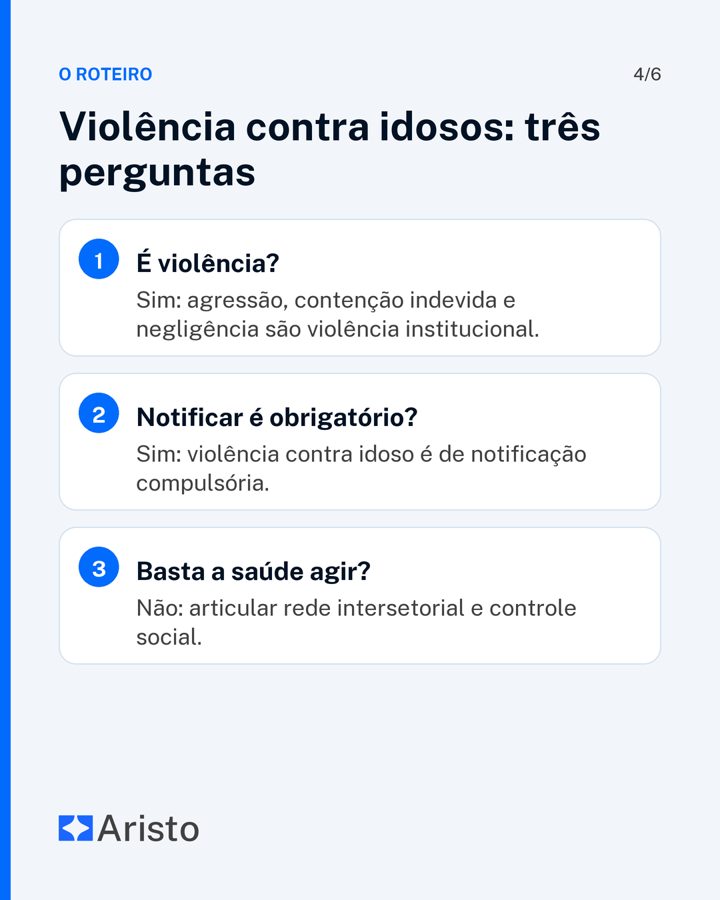 O ROTEIRO
4/6
Violência contra idosos: três
perguntas
1
É violência?
Sim: agressão, contenção indevida e
negligência são violência institucional.
2
Notificar é obrigatório?
Sim: violência contra idoso é de notificação
compulsória.
3
Basta a saúde agir?
Não: articular rede intersetorial e controle
social.
Aristo